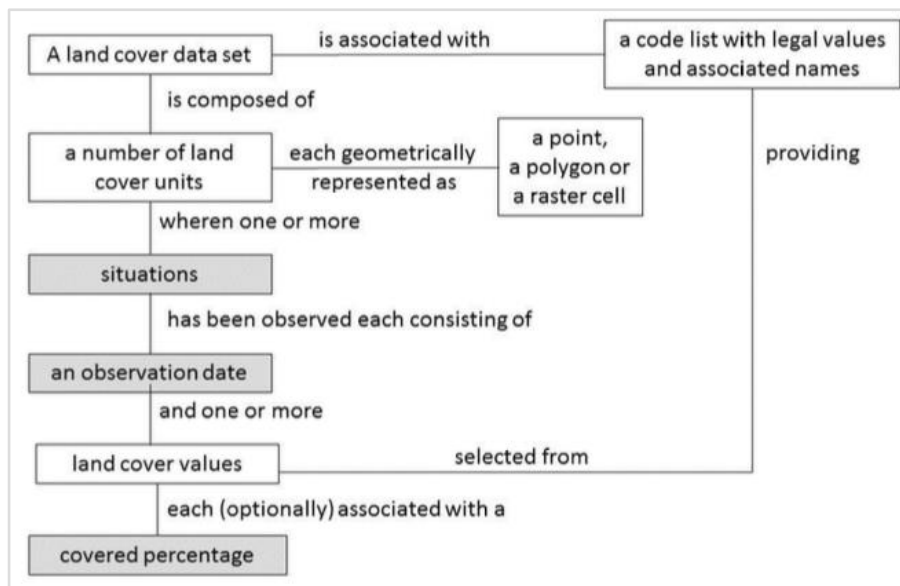 A land cover data set
is associated with
a code list with legal values
and associated names
is composed of
a number of land
cover units
each geometrically
represented as
a point,
a polygon or
a raster cell
providing
wheren one or more
situations
has been observed each consisting of
an observation date
and one or more
land cover values
selected from
each (optionally) associated with a
covered percentage